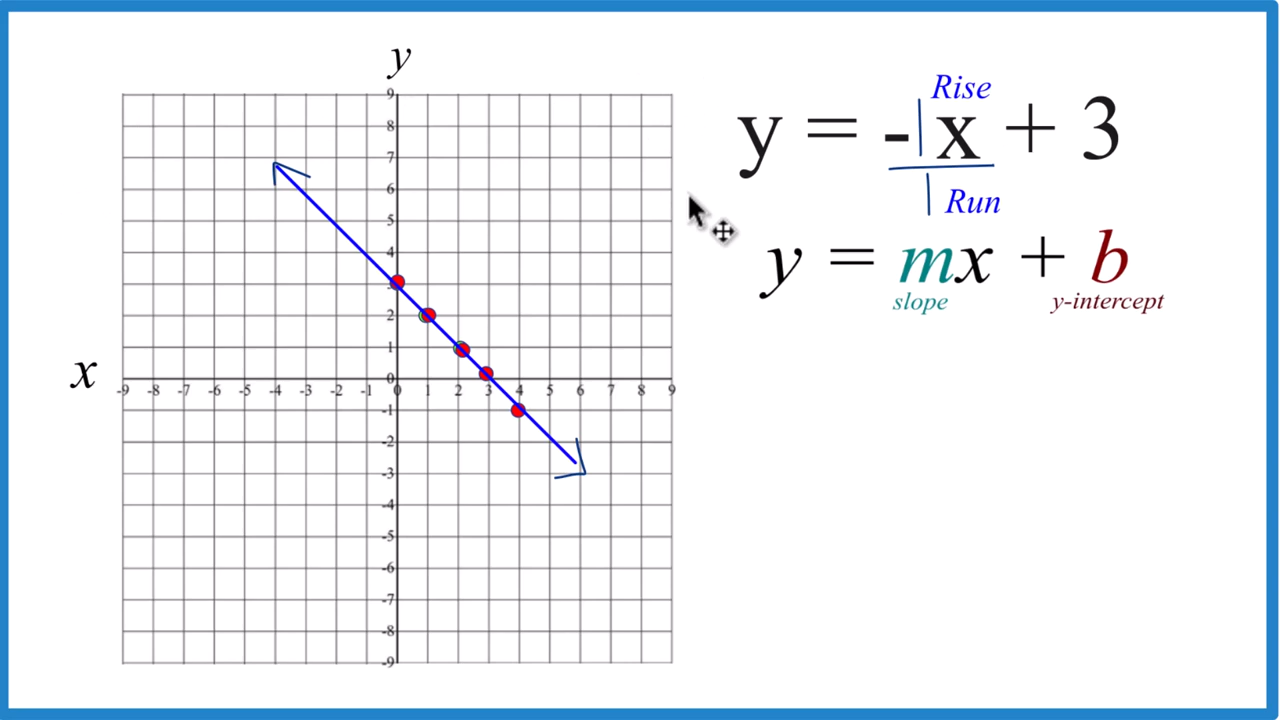 y
9
8
7
6
5
4
2
1
0
x
-9 -8 -7 -6 -5 -4 -3 -2 -1 0 1 2 3 4 5 6 7 8 9
-1
-2
-3
-4
-5
-6
-7
-8
-9
Rise
y = -1x + 3
1 Run
y = mx + b
slope y-intercept